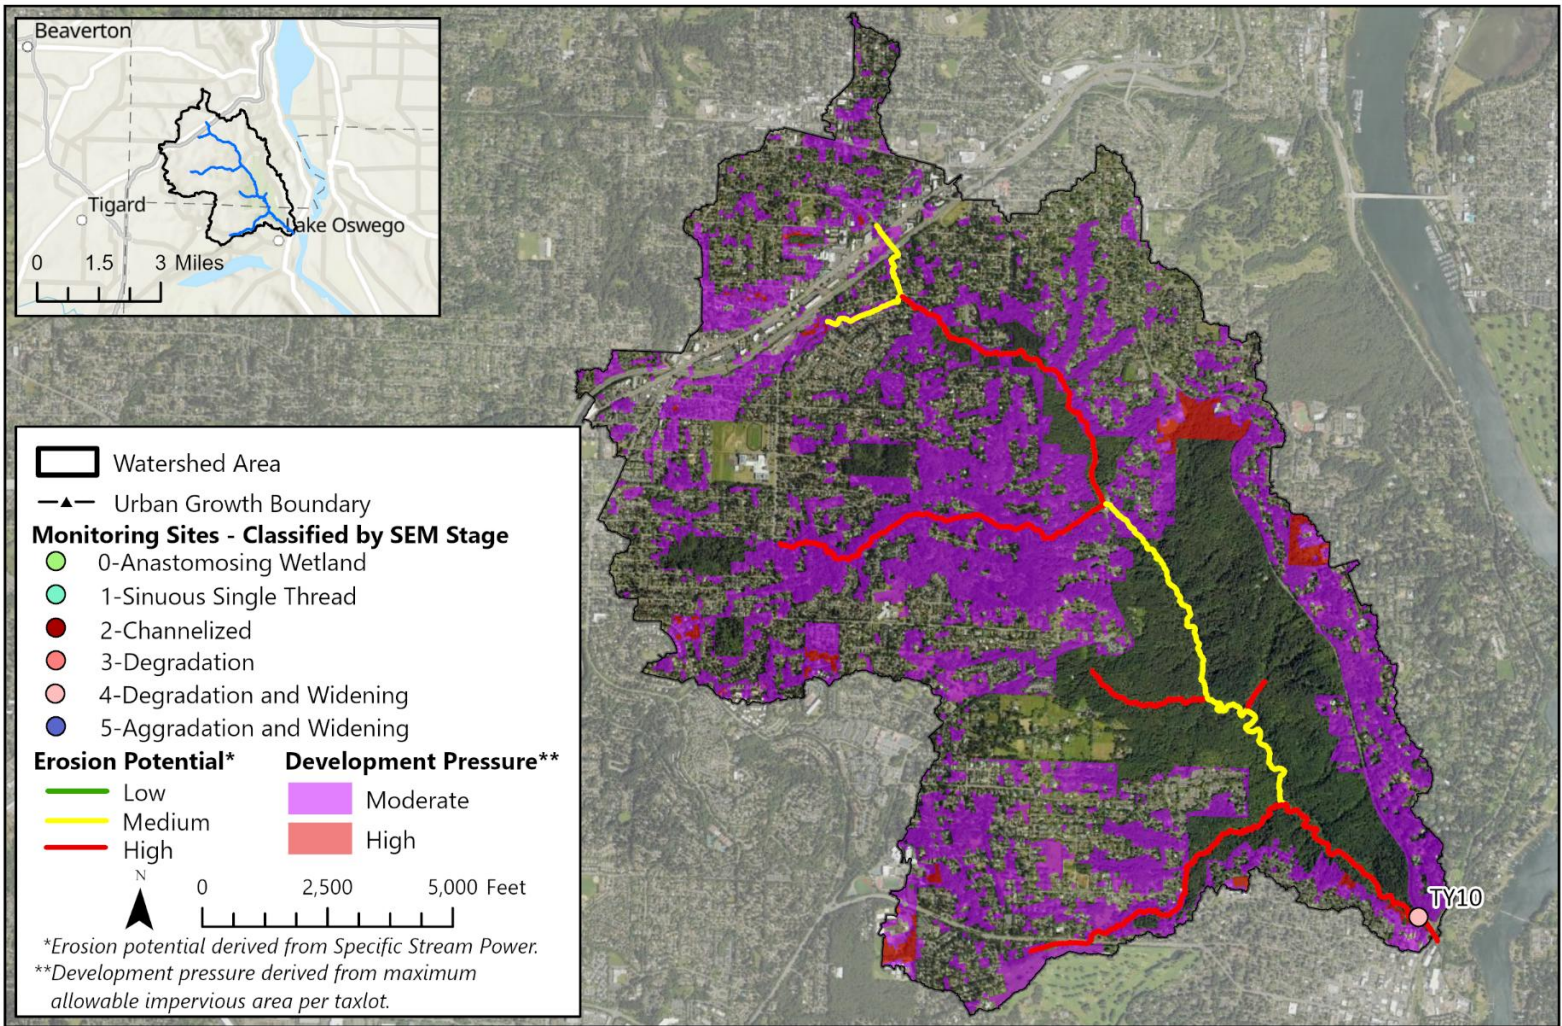 Beaverton
Tigard
Lake Oswego
0 1.5 3 Miles
Watershed Area
Urban Growth Boundary
Monitoring Sites - Classified by SEM Stage
0-Anastomosing Wetland
1-Sinuous Single Thread
2-Channelized
3-Degradation
4-Degradation and Widening
5-Aggradation and Widening
Erosion Potential* Development Pressure**
Low
Moderate
Medium
High
High
N
0 2,500 5,000 Feet
*Erosion potential derived from Specific Stream Power.
**Development pressure derived from maximum
allowable impervious area per taxlot.
TY10